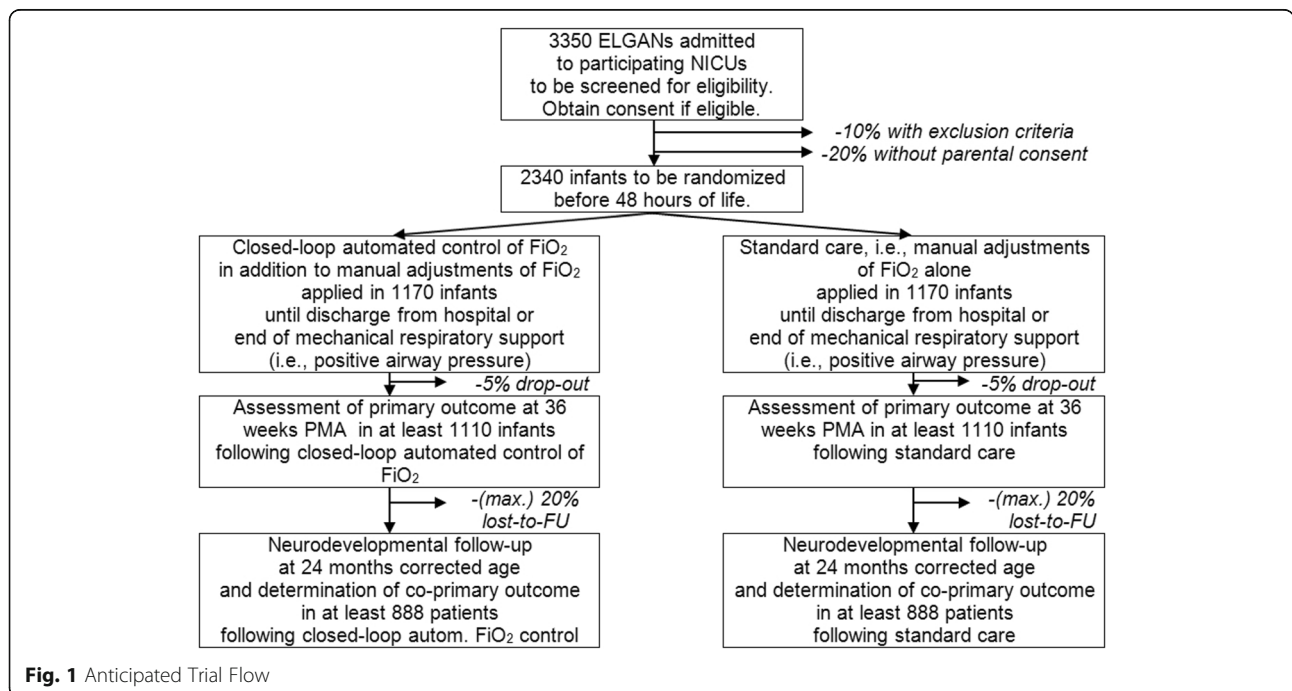 3350 ELGANs admitted
to participating NICUs
to be screened for eligibility.
Obtain consent if eligible.
-10% with exclusion criteria
-20% without parental consent
2340 infants to be randomized
before 48 hours of life.
Closed-loop automated control of FiO₂
in addition to manual adjustments of FiO₂
applied in 1170 infants
until discharge from hospital or
end of mechanical respiratory support
(i.e., positive airway pressure)
Standard care, i.e., manual adjustments
of FiO₂ alone
applied in 1170 infants
until discharge from hospital or
end of mechanical respiratory support
(i.e., positive airway pressure)
-5% drop-out
-5% drop-out
Assessment of primary outcome at 36
weeks PMA in at least 1110 infants
following closed-loop automated control of
FiO₂
Assessment of primary outcome at 36
weeks PMA in at least 1110 infants
following standard care
-(max.) 20%
lost-to-FU
-(max.) 20%
lost-to-FU
Neurodevelopmental follow-up
at 24 months corrected age
and determination of co-primary outcome
in at least 888 patients
following closed-loop autom. FiO₂ control
Neurodevelopmental follow-up
at 24 months corrected age
and determination of co-primary outcome
in at least 888 patients
following standard care
Fig. 1 Anticipated Trial Flow